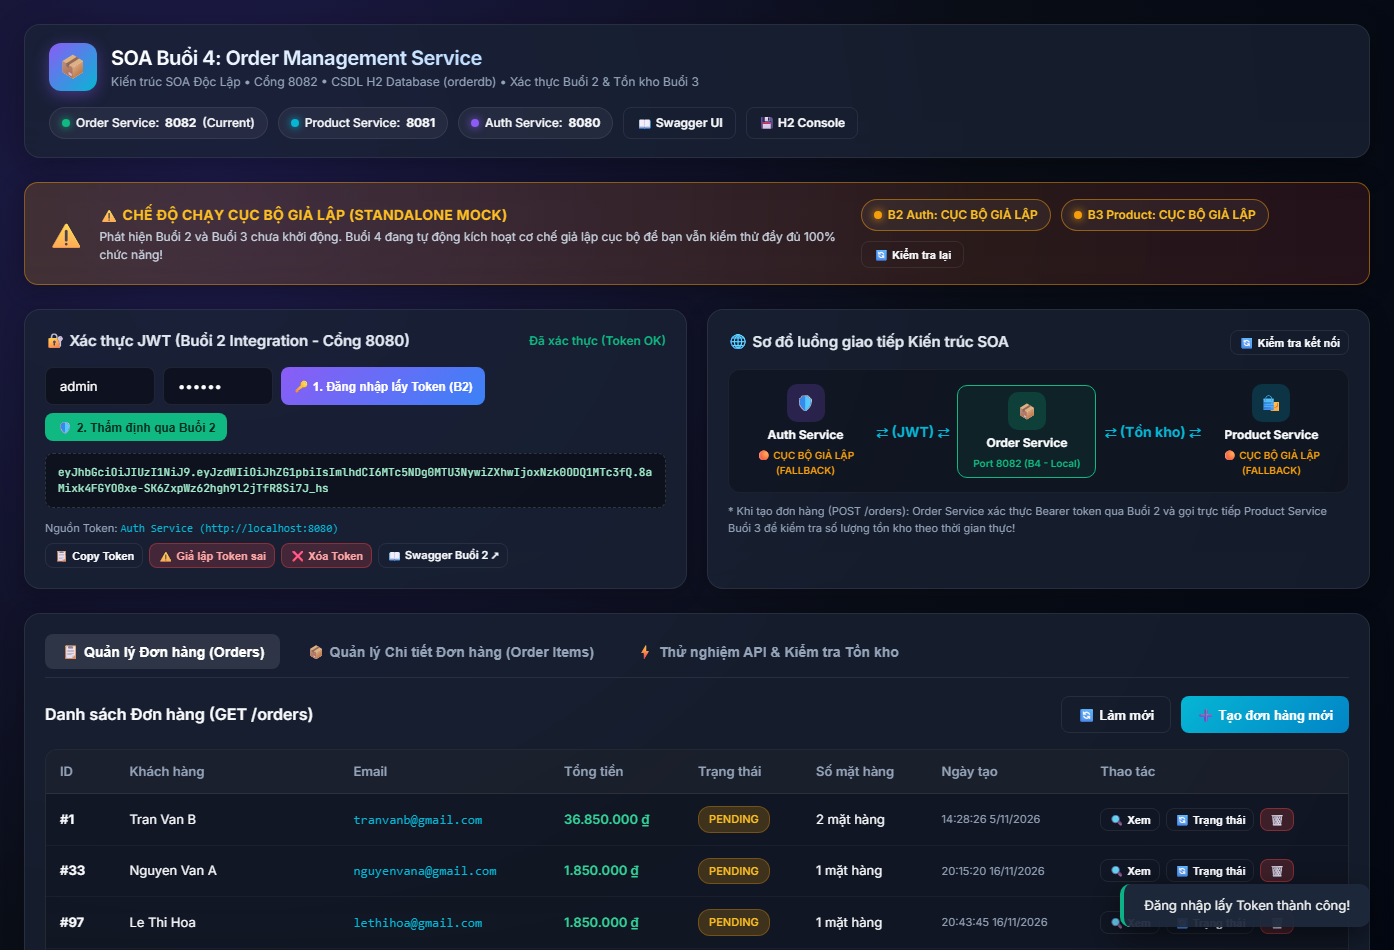 SOA Buổi 4: Order Management Service
Kiến trúc SOA Độc Lập • Cổng 8082 • CSDL H2 Database (orderdb) • Xác thực Buổi 2 & Tồn kho Buổi 3
Order Service: 8082 (Current)
Product Service: 8081
Auth Service: 8080
Swagger UI
H2 Console
CHẾ ĐỘ CHẠY CỤC BỘ GIẢ LẬP (STANDALONE MOCK)
Phát hiện Buổi 2 và Buổi 3 chưa khởi động. Buổi 4 đang tự động kích hoạt cơ chế giả lập cục bộ để bạn vẫn kiểm thử đầy đủ 100%
chức năng!
B2 Auth: CỤC BỘ GIẢ LẬP
B3 Product: CỤC BỘ GIẢ LẬP
Kiểm tra lại
Xác thực JWT (Buổi 2 Integration - Cổng 8080)
Đã xác thực (Token OK)
admin
••••••
1. Đăng nhập lấy Token (B2)
2. Thẩm định qua Buổi 2
eyJhbGciOiJIUzI1NiJ9.eyJzdWIiOiJhZG1pbiIsImlhdCI6MTc5NDg0MTU3NywiZXhwIjoxNzk0ODQ1MTc3fQ.8a
Mixk4FGYO0xe-SK6ZxpWz62hgh9l2jTfR8Si7J_hs
Nguồn Token: Auth Service (http://localhost:8080)
Copy Token
Giả lập Token sai
Xóa Token
Swagger Buổi 2 ↗
Sơ đồ luồng giao tiếp Kiến trúc SOA
Kiểm tra kết nối
Auth Service
CỤC BỘ GIẢ LẬP
(FALLBACK)
⇄ (JWT) ⇄
Order Service
Port 8082 (B4 - Local)
⇄ (Tồn kho) ⇄
Product Service
CỤC BỘ GIẢ LẬP
(FALLBACK)
* Khi tạo đơn hàng (POST /orders): Order Service xác thực Bearer token qua Buổi 2 và gọi trực tiếp Product Service
Buổi 3 để kiểm tra số lượng tồn kho theo thời gian thực!
Quản lý Đơn hàng (Orders)
Quản lý Chi tiết Đơn hàng (Order Items)
Thử nghiệm API & Kiểm tra Tồn kho
Danh sách Đơn hàng (GET /orders)
Làm mới
Tạo đơn hàng mới
ID Khách hàng Email Tổng tiền Trạng thái Số mặt hàng Ngày tạo Thao tác
#1 Tran Van B tranvanb@gmail.com 36.850.000 ₫ PENDING 2 mặt hàng 14:28:26 5/11/2026 Xem Trạng thái
#33 Nguyen Van A nguyenvana@gmail.com 1.850.000 ₫ PENDING 1 mặt hàng 20:15:20 16/11/2026 Xem Trạng thái
#97 Le Thi Hoa lethihoa@gmail.com 1.850.000 ₫ PENDING 1 mặt hàng 20:43:45 16/11/2026 Xem Trạng thái
Đăng nhập lấy Token thành công!